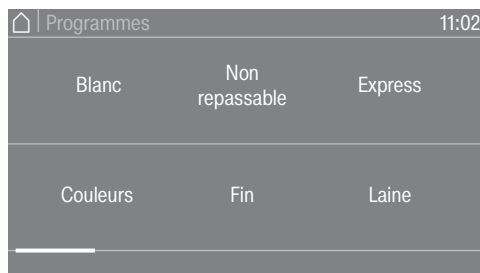 Programmes 11:02
Blanc Non repassable Express
Couleurs Fin Laine